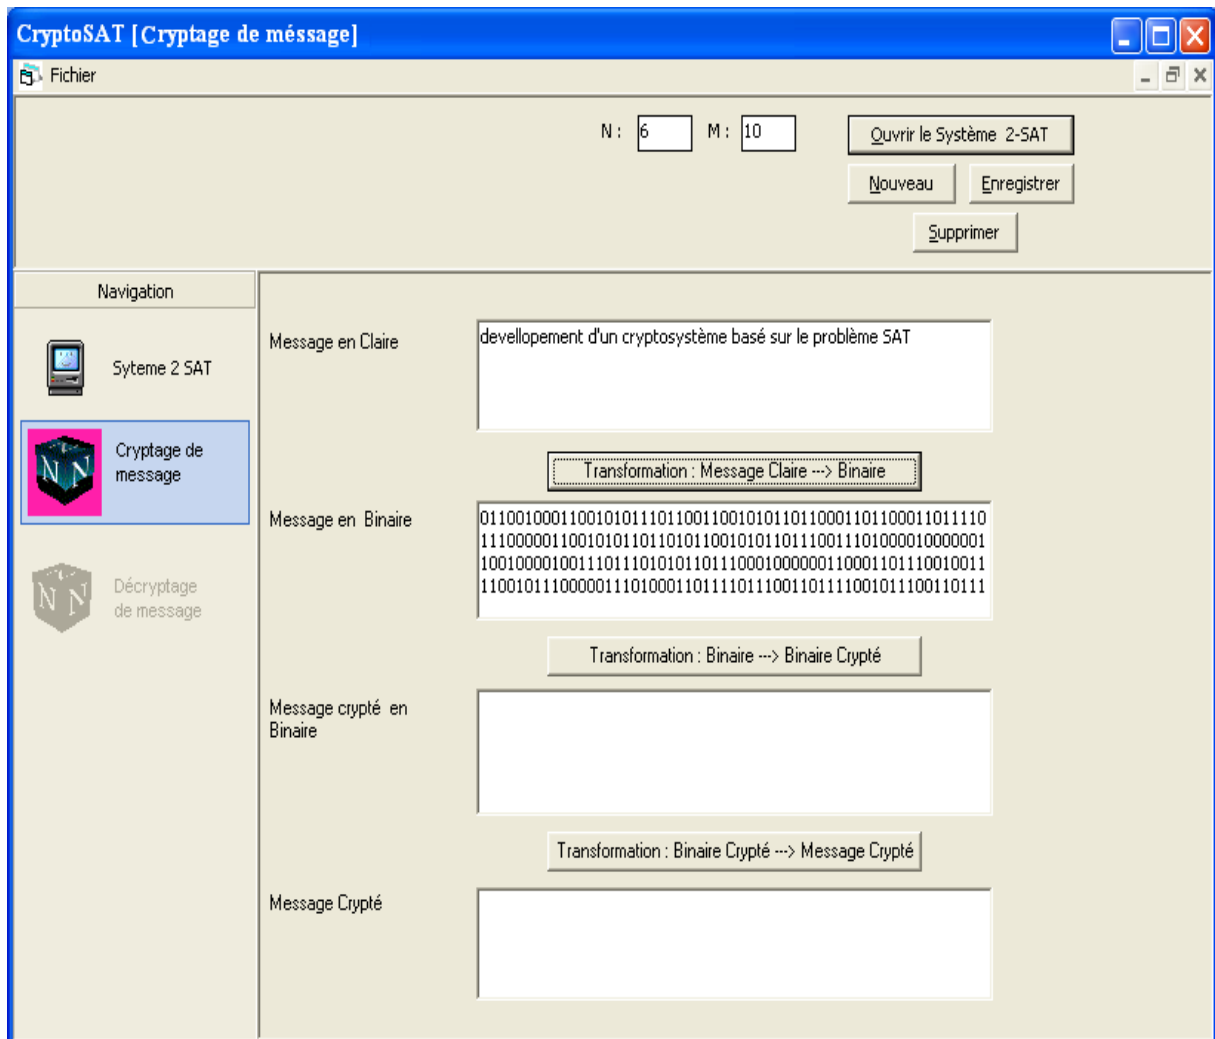 CryptoSAT [Cryptage de méssage]
Fichier
N : 6 M : 10 Ouvrir le Système 2-SAT
Nouveau Enregistrer
Supprimer
Navigation
Syteme 2 SAT
Cryptage de
message
Décryptage
de message
Message en Claire
devellopement d'un cryptosystème basé sur le problème SAT
Transformation : Message Claire ---> Binaire
Message en Binaire
011001000110010101110110011001010110110001101100011011110
111000001100101011011010110010101101110011101000010000001
100100001001110111010101101110001000000110001101110010011
110010111000001110100011011110111001101111001011100110111
Transformation : Binaire ---> Binaire Crypté
Message crypté en
Binaire
Transformation : Binaire Crypté ---> Message Crypté
Message Crypté